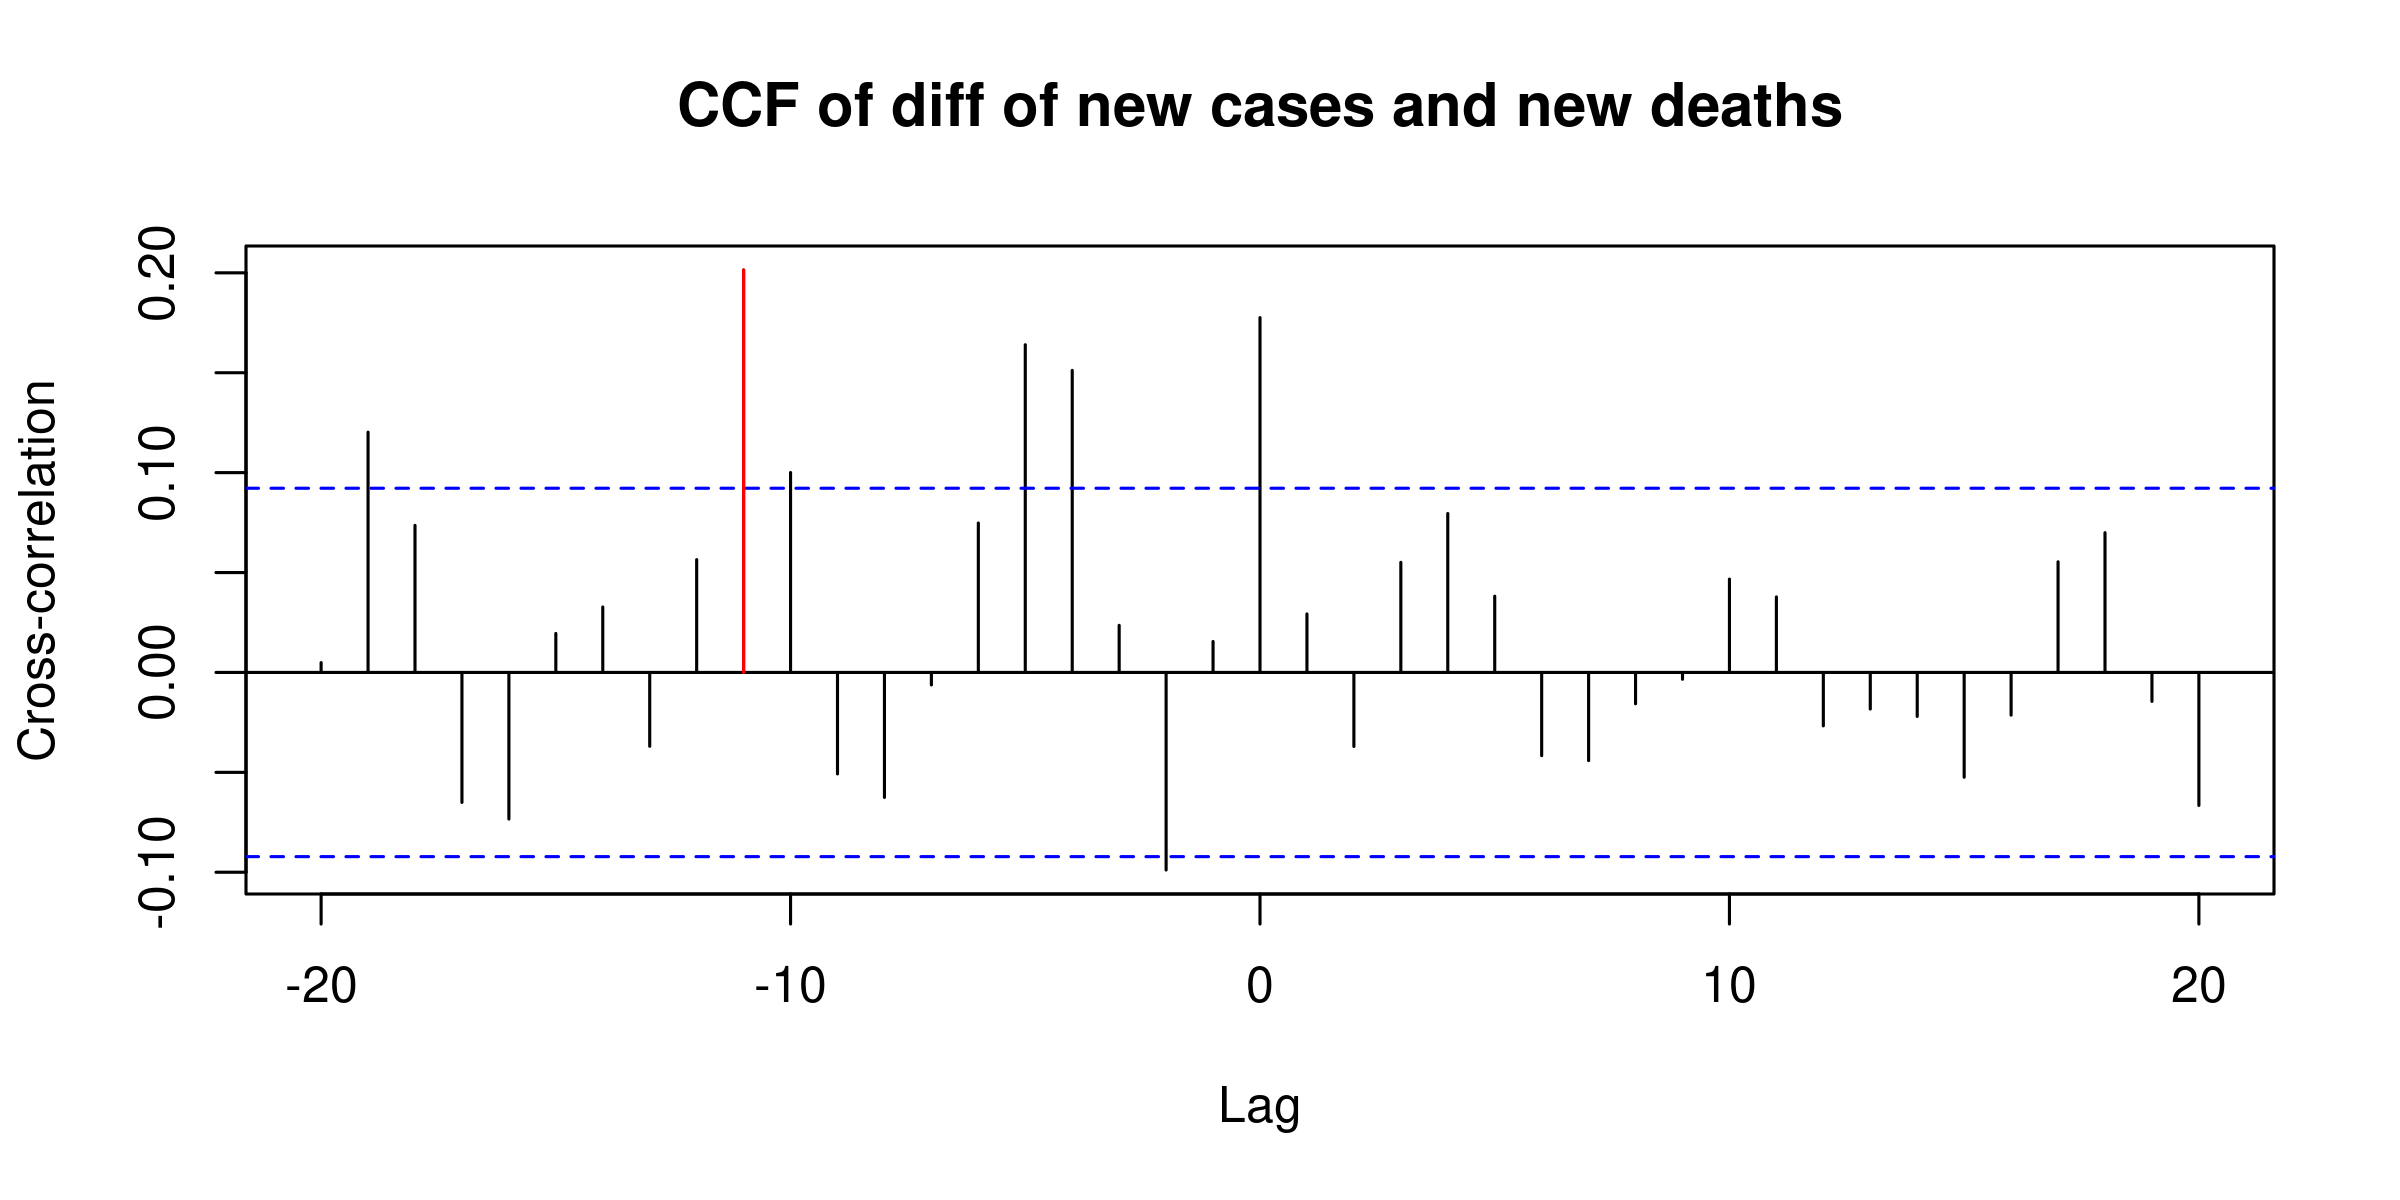 CCF of diff of new cases and new deaths
Cross-correlation
0.20
0.10
0.00
-0.10
-20 -10 0 10 20
Lag